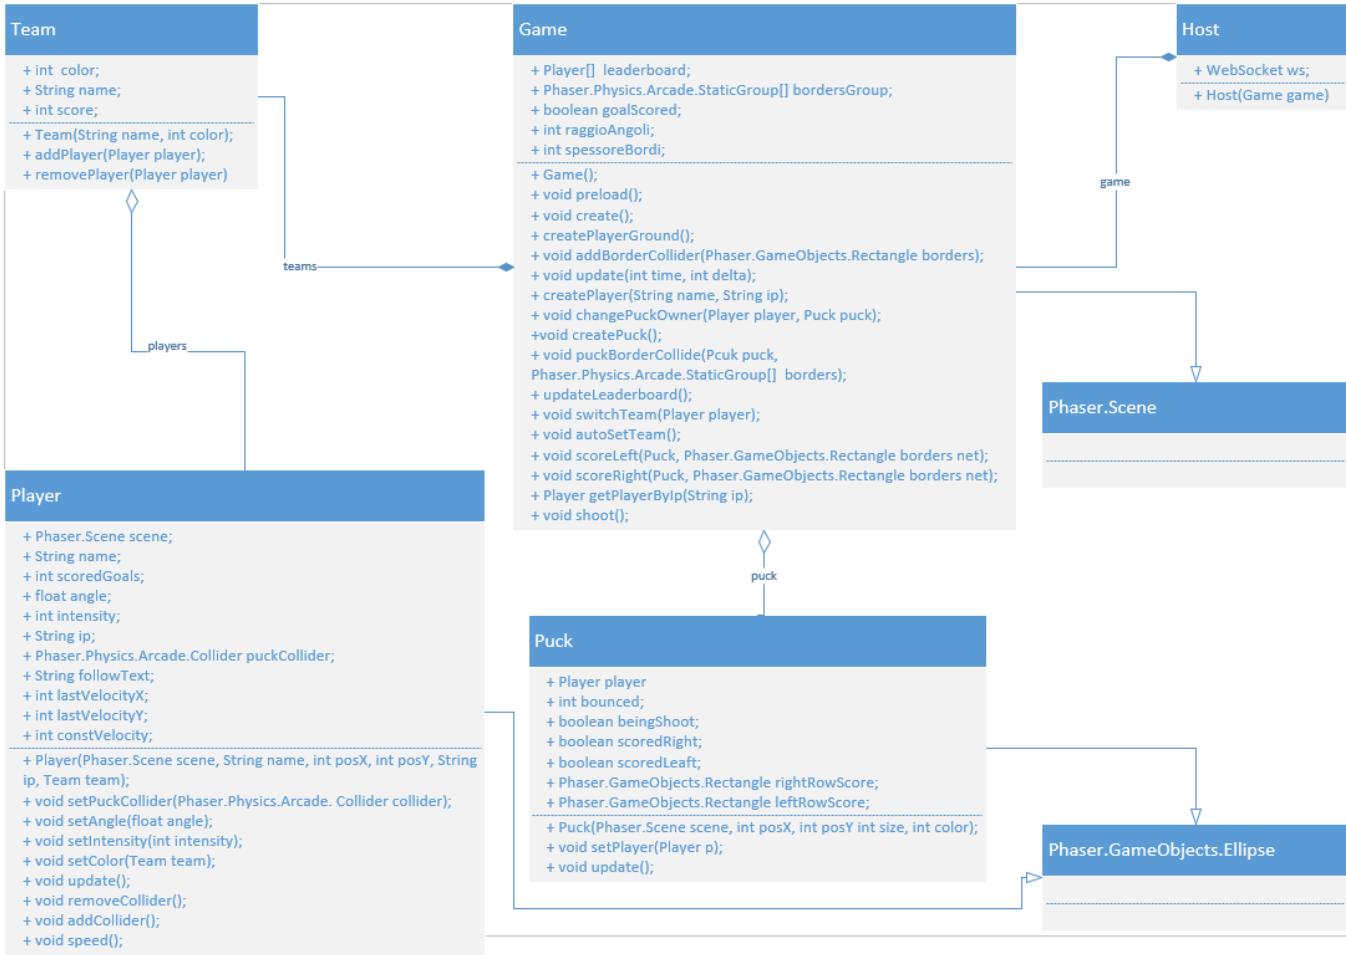 Team
+ int  color;
+ String name;
+ int score;
+ Team(String name, int color);
+ addPlayer(Player player);
+ removePlayer(Player player)
Game
+ Player[]  leaderboard;
+ Phaser.Physics.Arcade.StaticGroup[] bordersGroup;
+ boolean goalScored;
+ int raggioAngoli;
+ int spessoreBordi;
+ Game();
+ void preload();
+ void create();
+ createPlayerGround();
+ void addBorderCollider(Phaser.GameObjects.Rectangle borders);
+ void update(int time, int delta);
+ createPlayer(String name, String ip);
+ void changePuckOwner(Player player, Puck puck);
+void createPuck();
+ void puckBorderCollide(Pcuk puck,
Phaser.Physics.Arcade.StaticGroup[]  borders);
+ updateLeaderboard();
+ void switchTeam(Player player);
+ void autoSetTeam();
+ void scoreLeft(Puck, Phaser.GameObjects.Rectangle borders net);
+ void scoreRight(Puck, Phaser.GameObjects.Rectangle borders net);
+ Player getPlayerByIp(String ip);
+ void shoot();
Host
+ WebSocket ws;
+ Host(Game game)
game
teams
players
puck
Phaser.Scene
Player
+ Phaser.Scene scene;
+ String name;
+ int scoredGoals;
+ float angle;
+ int intensity;
+ String ip;
+ Phaser.Physics.Arcade.Collider puckCollider;
+ String followText;
+ int lastVelocityX;
+ int lastVelocityY;
+ int constVelocity;
+ Player(Phaser.Scene scene, String name, int posX, int posY, String
ip, Team team);
+ void setPuckCollider(Phaser.Physics.Arcade. Collider collider);
+ void setAngle(float angle);
+ void setIntensity(int intensity);
+ void setColor(Team team);
+ void update();
+ void removeCollider();
+ void addCollider();
+ void speed();
Puck
+ Player player
+ int bounced;
+ boolean beingShoot;
+ boolean scoredRight;
+ boolean scoredLeaft;
+ Phaser.GameObjects.Rectangle rightRowScore;
+ Phaser.GameObjects.Rectangle leftRowScore;
+ Puck(Phaser.Scene scene, int posX, int posY int size, int color);
+ void setPlayer(Player p);
+ void update();
Phaser.GameObjects.Ellipse